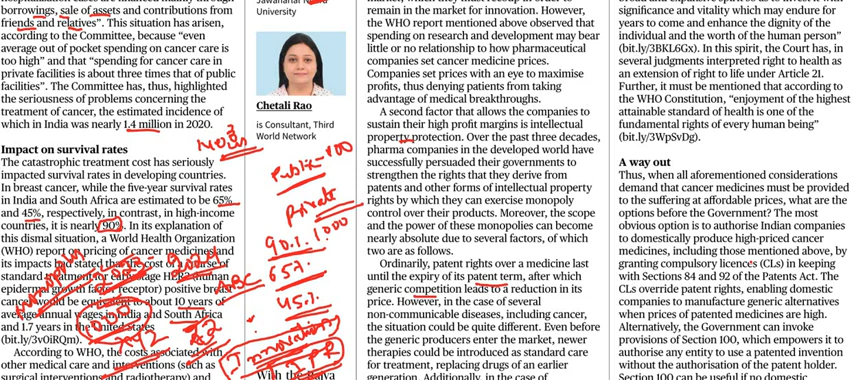 borrowings, sale of assets and contributions from
friends and relatives”. This situation has arisen,
according to the Committee, because “even
average out of pocket spending on cancer care is
too high” and that “spending for cancer care in
private facilities is about three times that of public
facilities”. The Committee has, thus, highlighted
the seriousness of problems concerning the
treatment of cancer, the estimated incidence of
which in India was nearly 1.4 million in 2020.
Impact on survival rates
The catastrophic treatment cost has seriously
impacted survival rates in developing countries.
In breast cancer, while the five-year survival rates
in India and South Africa are estimated to be 65%
and 45%, respectively, in contrast, in high-income
countries, it is nearly 90%. In its explanation of
this dismal situation, a World Health Organization
(WHO) report on pricing of cancer medicines and
its impacts had stated that the cost of a course of
standard treatment for early stage HER2 (human
epidermal growth factor receptor) positive breast
cancer would be equivalent to about 10 years of
average annual wages in India and South Africa
and 1.7 years in the United States
(bit.ly/3v0iRQm).
According to WHO, the costs associated with
other medical care and interventions (such as
surgical interventions and radiotherapy) and
University
Chetali Rao
is Consultant, Third
World Network
Public - 100
Private
90.1. 1000
65%
45%
IPR
With the Rajya
remain in the market for innovation. However,
the WHO report mentioned above observed that
spending on research and development may bear
little or no relationship to how pharmaceutical
companies set cancer medicine prices.
Companies set prices with an eye to maximise
profits, thus denying patients from taking
advantage of medical breakthroughs.
A second factor that allows the companies to
sustain their high profit margins is intellectual
property protection. Over the past three decades,
pharma companies in the developed world have
successfully persuaded their governments to
strengthen the rights that they derive from
patents and other forms of intellectual property
rights by which they can exercise monopoly
control over their products. Moreover, the scope
and the power of these monopolies can become
nearly absolute due to several factors, of which
two are as follows.
Ordinarily, patent rights over a medicine last
until the expiry of its patent term, after which
generic competition leads to a reduction in its
price. However, in the case of several
non-communicable diseases, including cancer,
the situation could be quite different. Even before
the generic producers enter the market, newer
therapies could be introduced as standard care
for treatment, replacing drugs of an earlier
generation. Additionally, in the case of
significance and vitality which may endure for
years to come and enhance the dignity of the
individual and the worth of the human person”
(bit.ly/3BKL6Gx). In this spirit, the Court has, in
several judgments interpreted right to health as
an extension of right to life under Article 21.
Further, it must be mentioned that according to
the WHO Constitution, “enjoyment of the highest
attainable standard of health is one of the
fundamental rights of every human being”
(bit.ly/3WpSvDg).
A way out
Thus, when all aforementioned considerations
demand that cancer medicines must be provided
to the suffering at affordable prices, what are the
options before the Government? The most
obvious option is to authorise Indian companies
to domestically produce high-priced cancer
medicines, including those mentioned above, by
granting compulsory licences (CLs) in keeping
with Sections 84 and 92 of the Patents Act. The
CLs override patent rights, enabling domestic
companies to manufacture generic alternatives
when prices of patented medicines are high.
Alternatively, the Government can invoke
provisions of Section 100, which empowers it to
authorise any entity to use a patented invention
without the authorisation of the patent holder.
Section 100 can be useful if no domestic